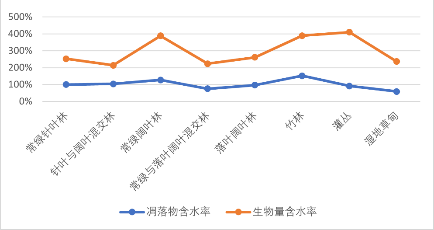 500%
400%
300%
200%
100%
0%
常绿针叶林
针叶与阔叶混交林
常绿阔叶林
常绿与落叶阔叶混交林
落叶阔叶林
竹林
灌丛
湿地草甸
凋落物含水率
生物量含水率